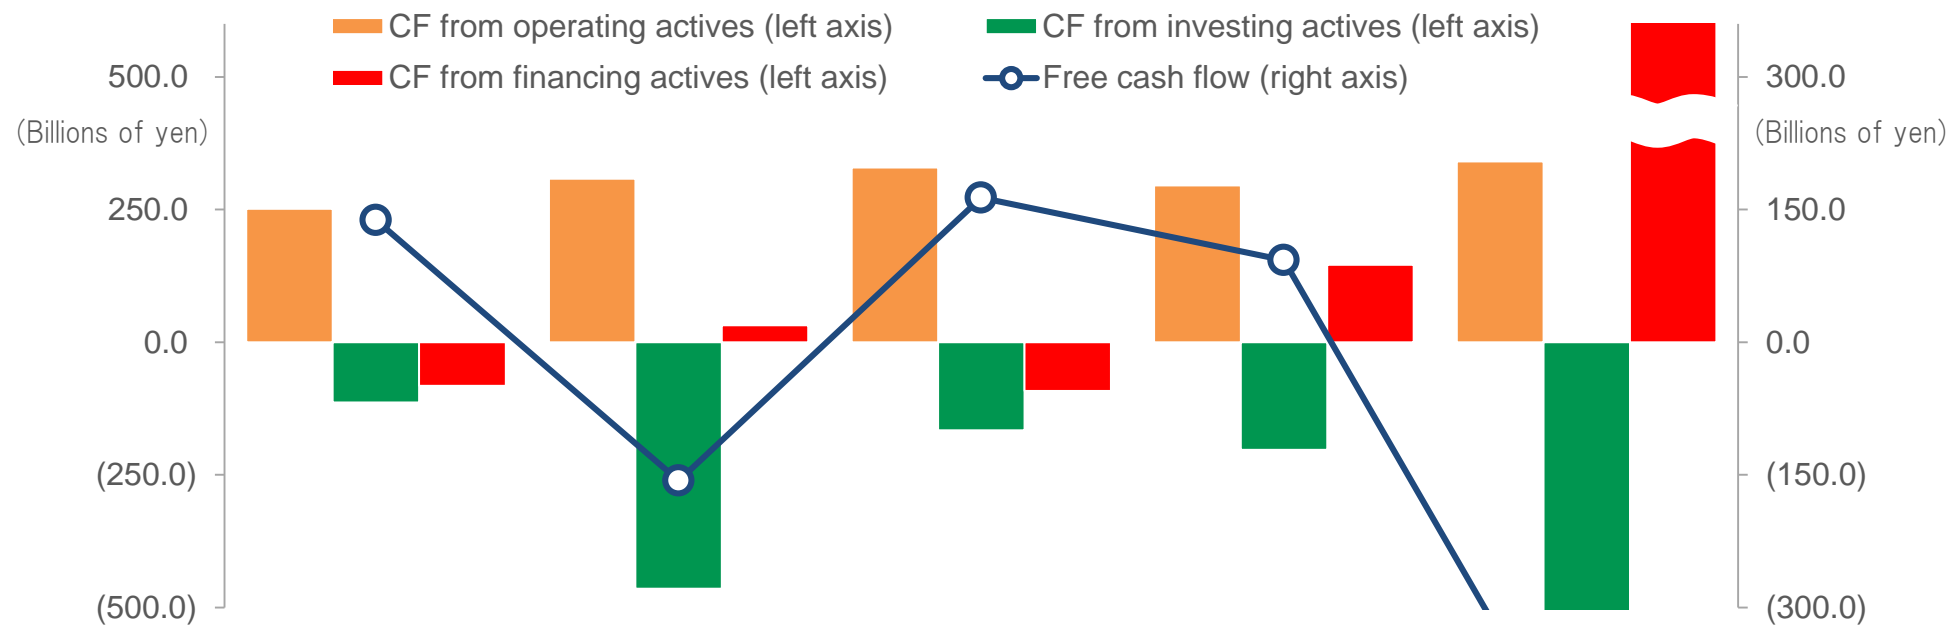 CF from operating actives (left axis)
CF from investing actives (left axis)
CF from financing actives (left axis)
Free cash flow (right axis)
500.0
(Billions of yen)
250.0
0.0
(250.0)
(500.0)
300.0
(Billions of yen)
150.0
0.0
(150.0)
(300.0)